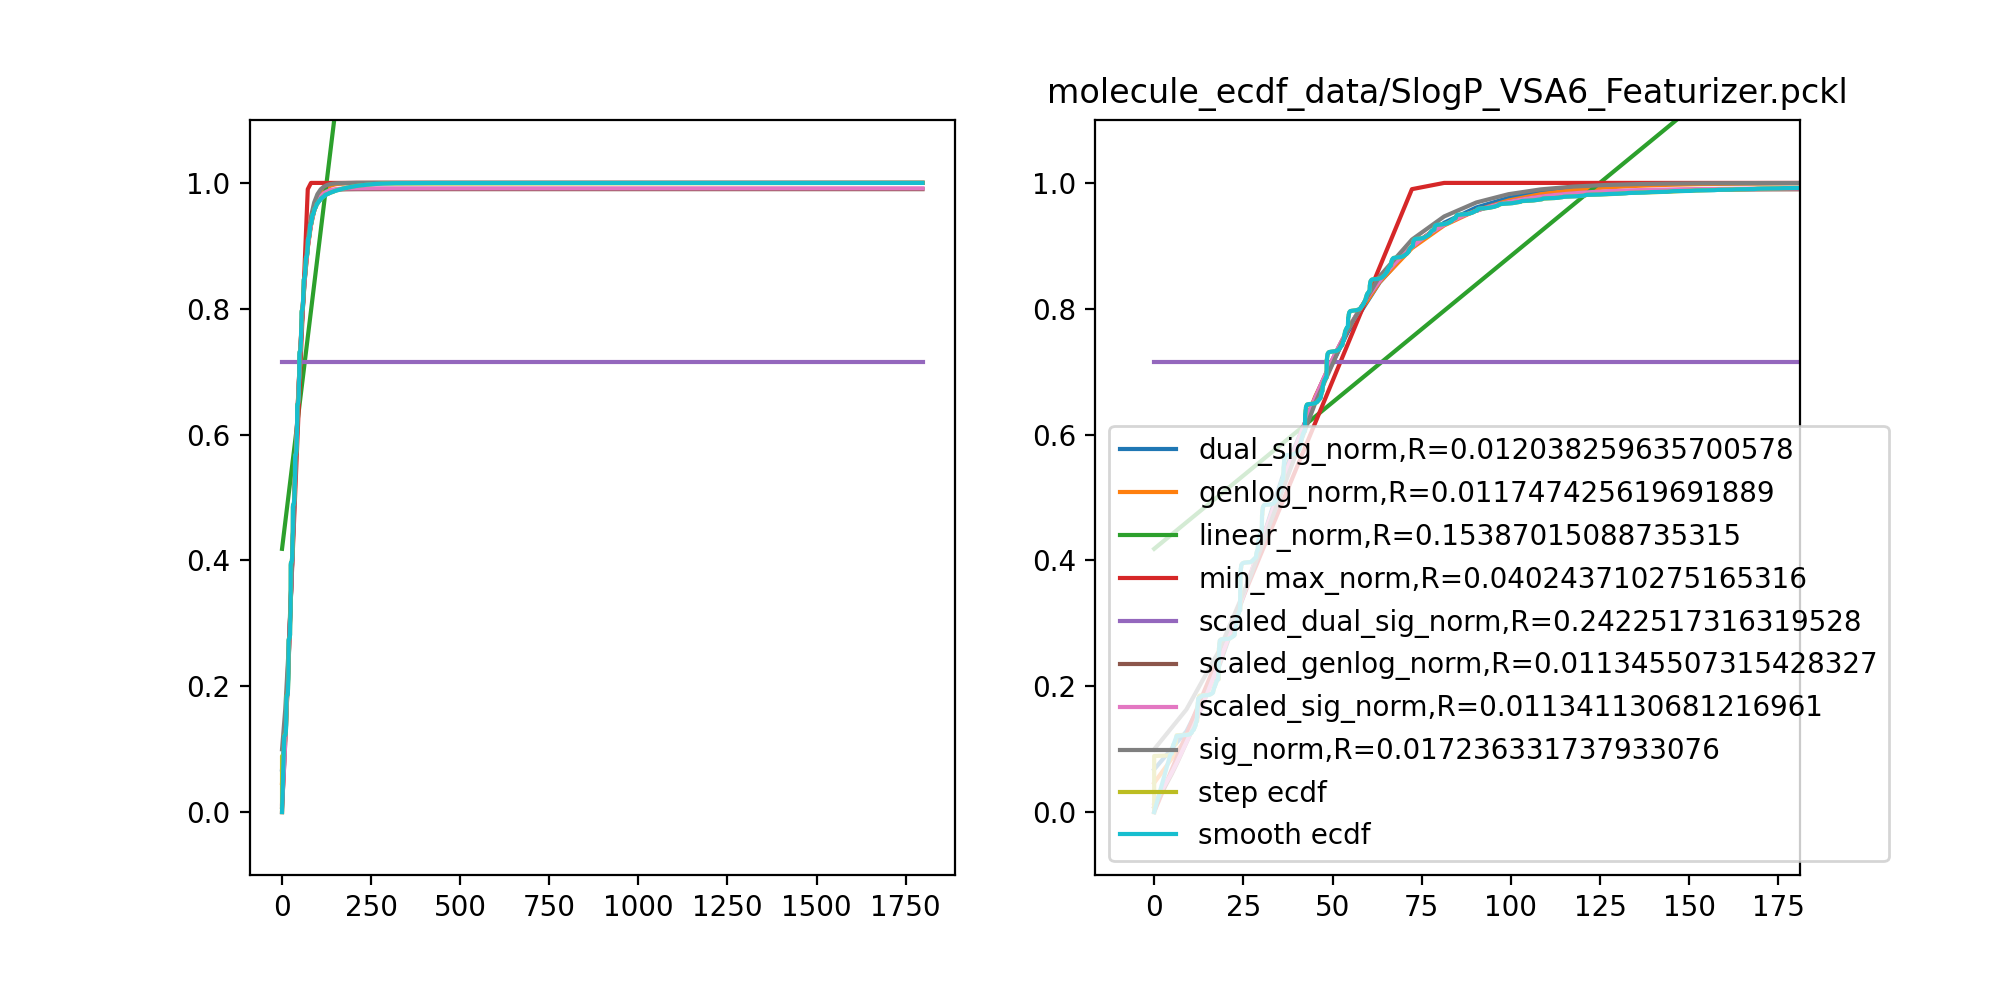 molecule_ecdf_data/SlogP_VSA6_Featurizer.pckl
1.0
0.8
0.6
0.4
0.2
0.0
0 250 500 750 1000 1250 1500 1750
1.0
0.8
0.6
0.4
0.2
0.0
dual_sig_norm,R=0.012038259635700578
genlog_norm,R=0.011747425619691889
linear_norm,R=0.15387015088735315
min_max_norm,R=0.040243710275165316
scaled_dual_sig_norm,R=0.2422517316319528
scaled_genlog_norm,R=0.011345507315428327
scaled_sig_norm,R=0.011341130681216961
sig_norm,R=0.017236331737933076
step ecdf
smooth ecdf
0 25 50 75 100 125 150 175